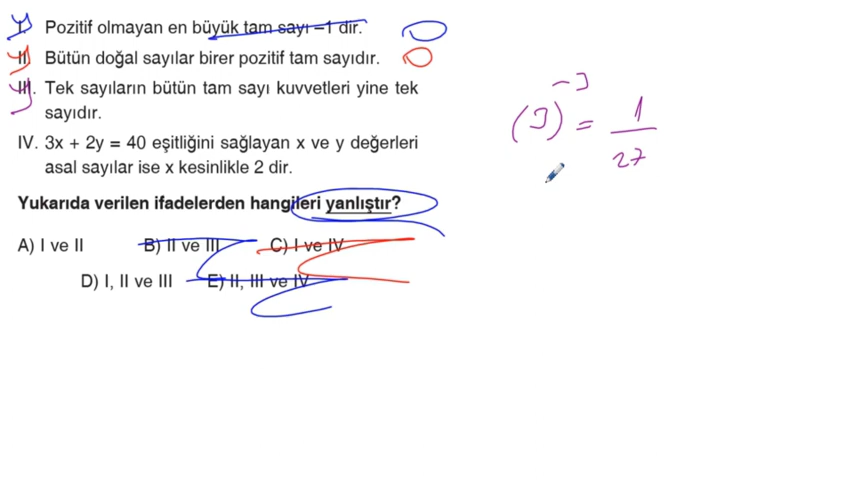 I. Pozitif olmayan en büyük tam sayı –1 dir.
II. Bütün doğal sayılar birer pozitif tam sayıdır.
III. Tek sayıların bütün tam sayı kuvvetleri yine tek
sayıdır.
IV. 3x + 2y = 40 eşitliğini sağlayan x ve y değerleri
asal sayılar ise x kesinlikle 2 dir.
Yukarıda verilen ifadelerden hangileri yanlıştır?
A) I ve II B) II ve III C) I ve IV
D) I, II ve III E) II, III ve IV
(3)⁻³ = 1/27